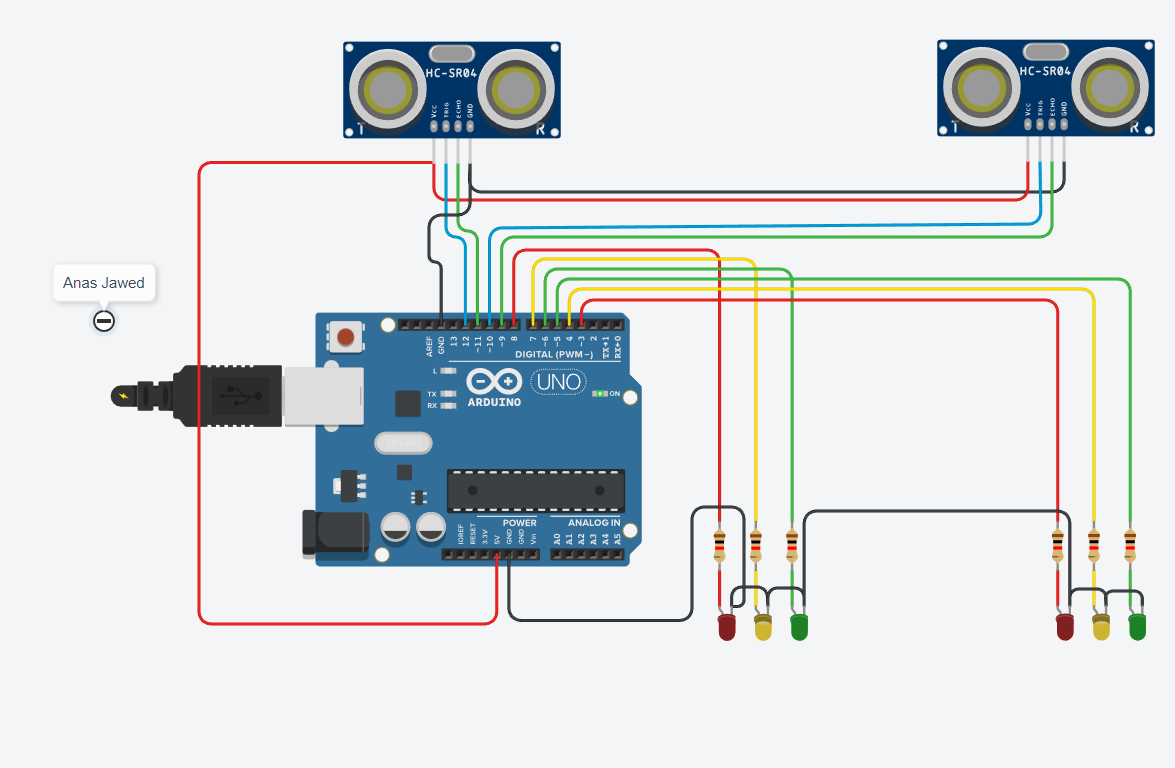 HC-SR04
VCC
TRIG
ECHO
GND
T
R
HC-SR04
VCC
TRIG
ECHO
GND
T
R
Anas Jawed
AREF
GND
13
12
~11
~10
~9
8
7
~6
~5
4
~3
2
TX→1
RX←0
DIGITAL (PWM~)
L
TX
RX
UNO
ARDUINO
ON
POWER
ANALOG IN
IOREF
RESET
3.3V
5V
GND
GND
Vin
A0
A1
A2
A3
A4
A5